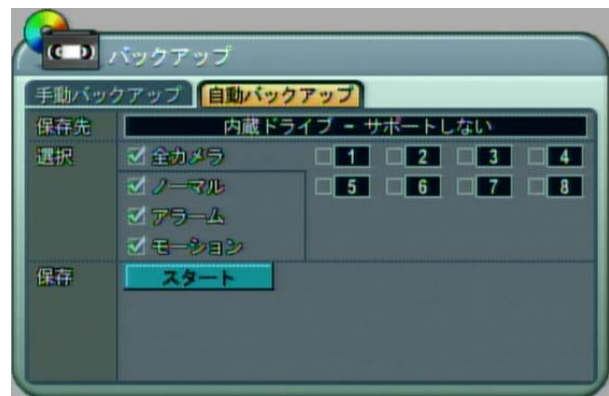 バックアップ
手動バックアップ 自動バックアップ
保存先 内蔵ドライブ - サポートしない
選択 全カメラ 1 2 3 4
ノーマル 5 6 7 8
アラーム
モーション
保存 スタート